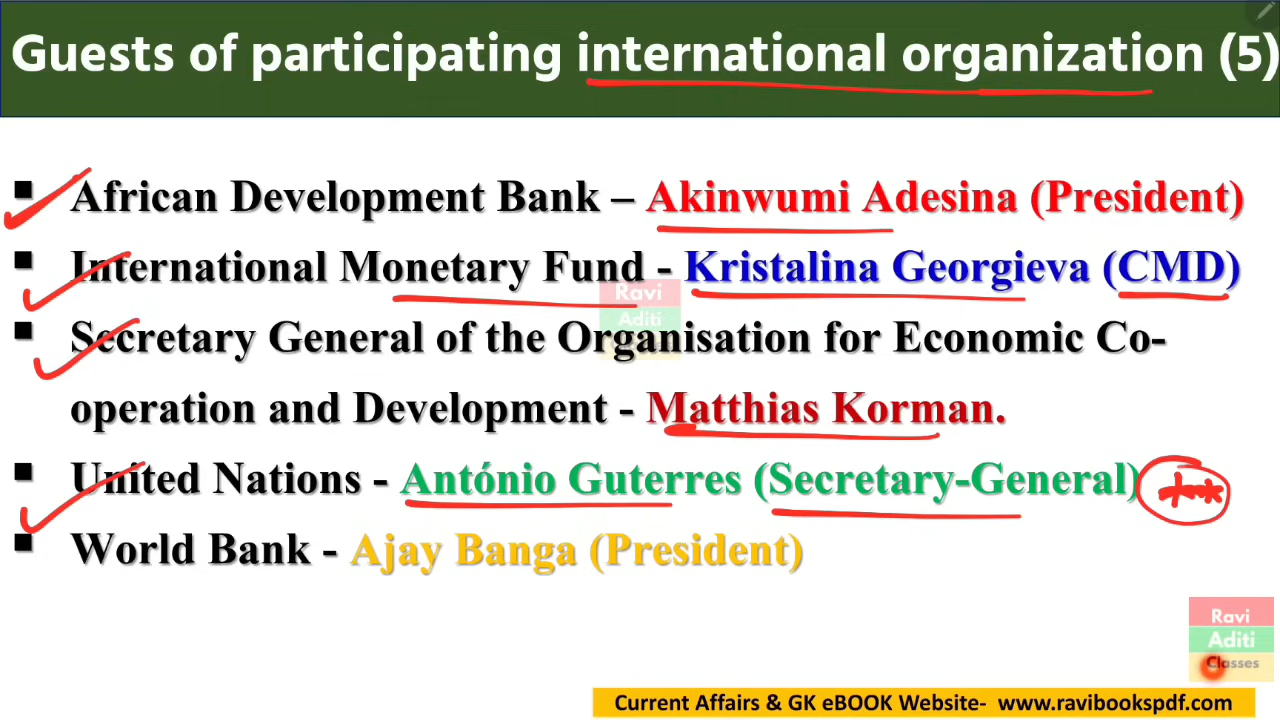 Guests of participating international organization (5)
▪ African Development Bank – Akinwumi Adesina (President)
▪ International Monetary Fund - Kristalina Georgieva (CMD)
Ravi
Aditi
▪ Secretary General of the Organisation for Economic Co-
operation and Development - Matthias Korman.
▪ United Nations - António Guterres (Secretary-General)
▪ World Bank - Ajay Banga (President)
Ravi
Aditi
Classes
Current Affairs & GK eBOOK Website- www.ravibookspdf.com